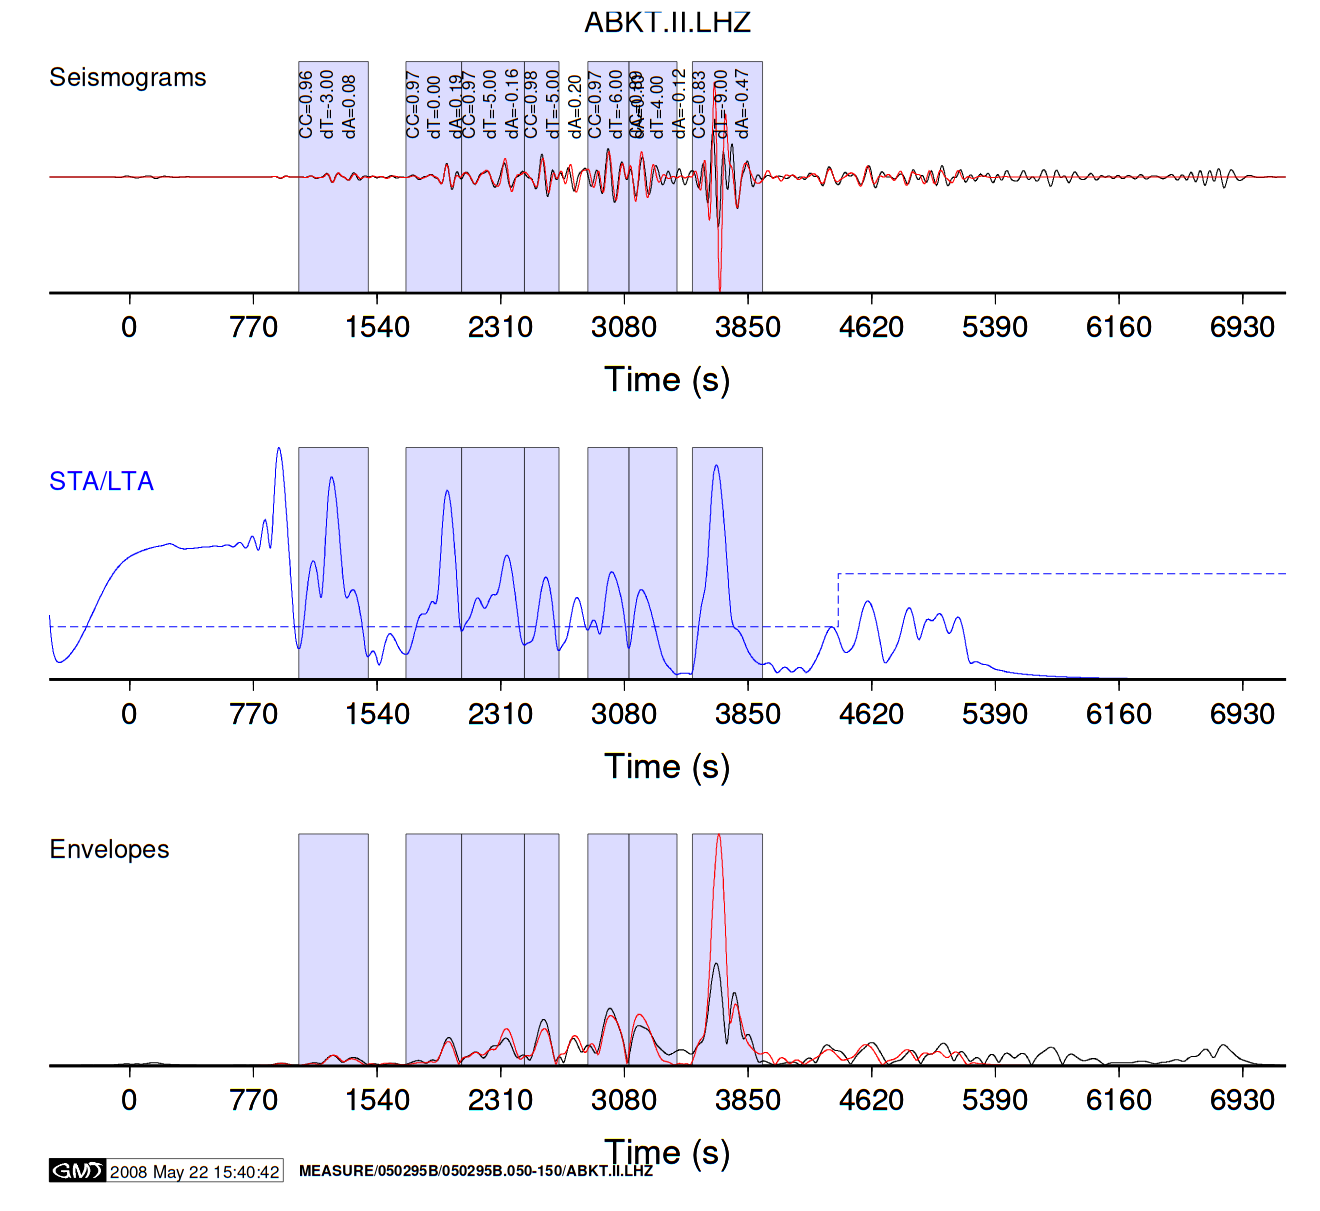 ABKT.II.LHZ
Seismograms
CC=0.96
dT=-3.00
dA=0.08
CC=0.97
dT=0.00
dA=0.19
CC=0.97
dT=-5.00
dA=-0.16
CC=0.98
dT=-5.00
dA=0.20
CC=0.97
dT=-6.00
dT=4.00
dA=-0.12
CC=0.83
dT=-9.00
dA=-0.47
0 770 1540 2310 3080 3850 4620 5390 6160 6930
Time (s)
STA/LTA
0 770 1540 2310 3080 3850 4620 5390 6160 6930
Time (s)
Envelopes
0 770 1540 2310 3080 3850 4620 5390 6160 6930
Time (s)
GMT 2008 May 22 15:40:42 MEASURE/050295B/050295B.050-150/ABKT.II.LHZ